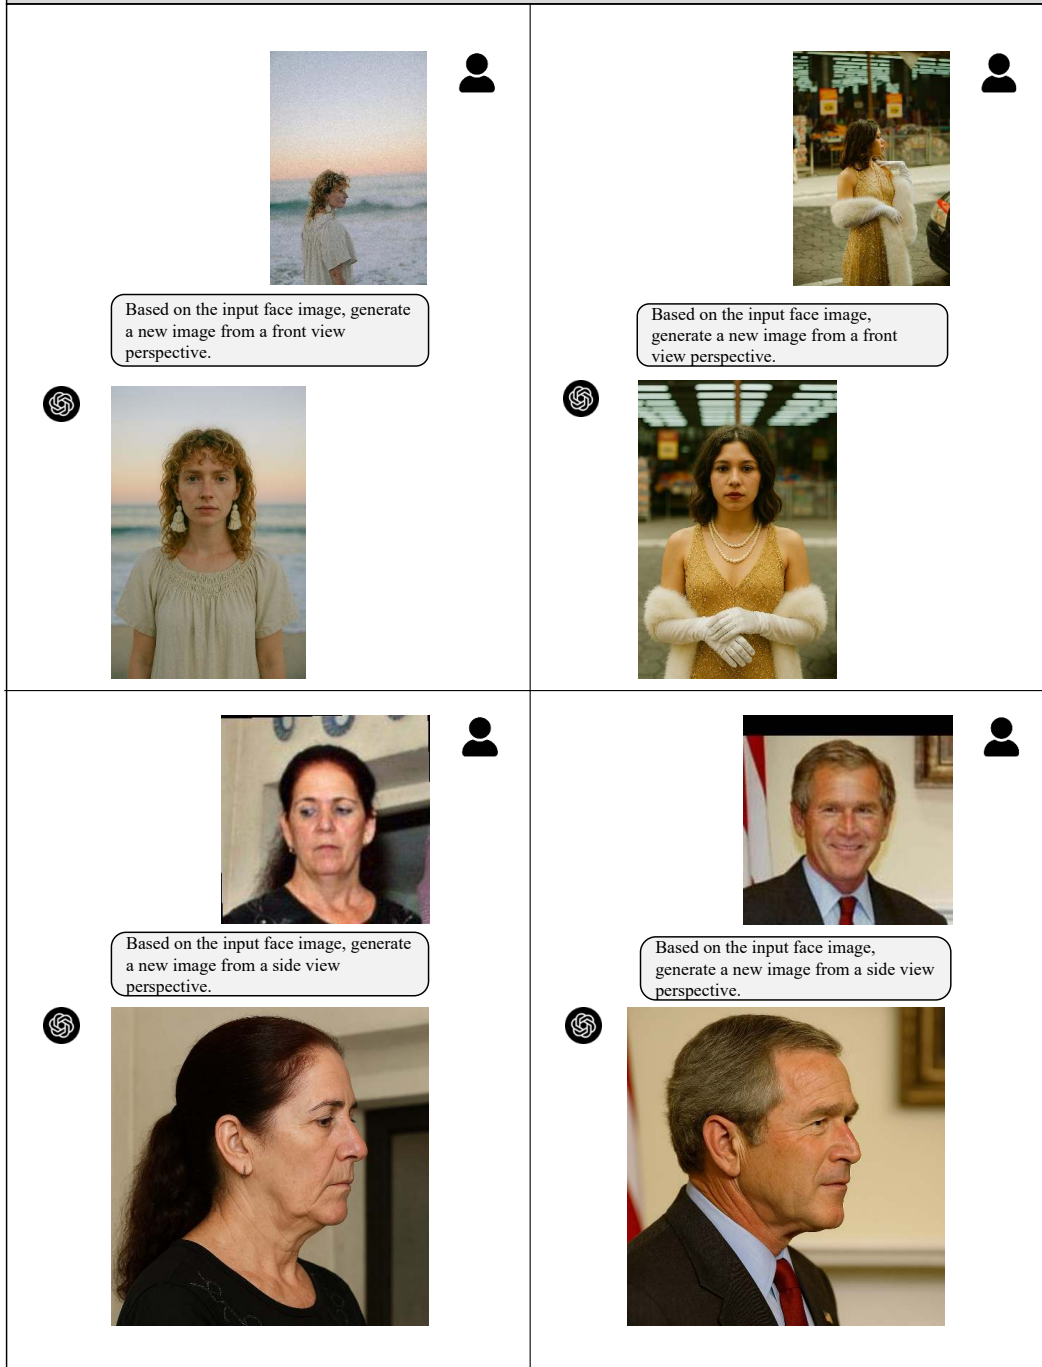 Based on the input face image, generate
a new image from a front view
perspective.
Based on the input face image,
generate a new image from a front
view perspective.
Based on the input face image, generate
a new image from a side view
perspective.
Based on the input face image,
generate a new image from a side view
perspective.